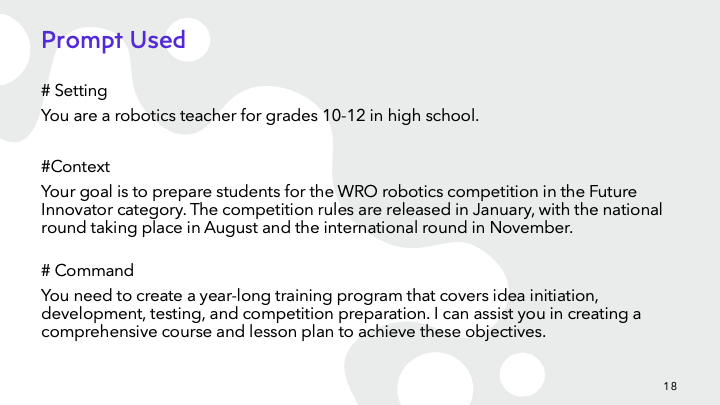 Prompt Used
# Setting
You are a robotics teacher for grades 10-12 in high school.
#Context
Your goal is to prepare students for the WRO robotics competition in the Future
Innovator category. The competition rules are released in January, with the national
round taking place in August and the international round in November.
# Command
You need to create a year-long training program that covers idea initiation,
development, testing, and competition preparation. I can assist you in creating a
comprehensive course and lesson plan to achieve these objectives.
18